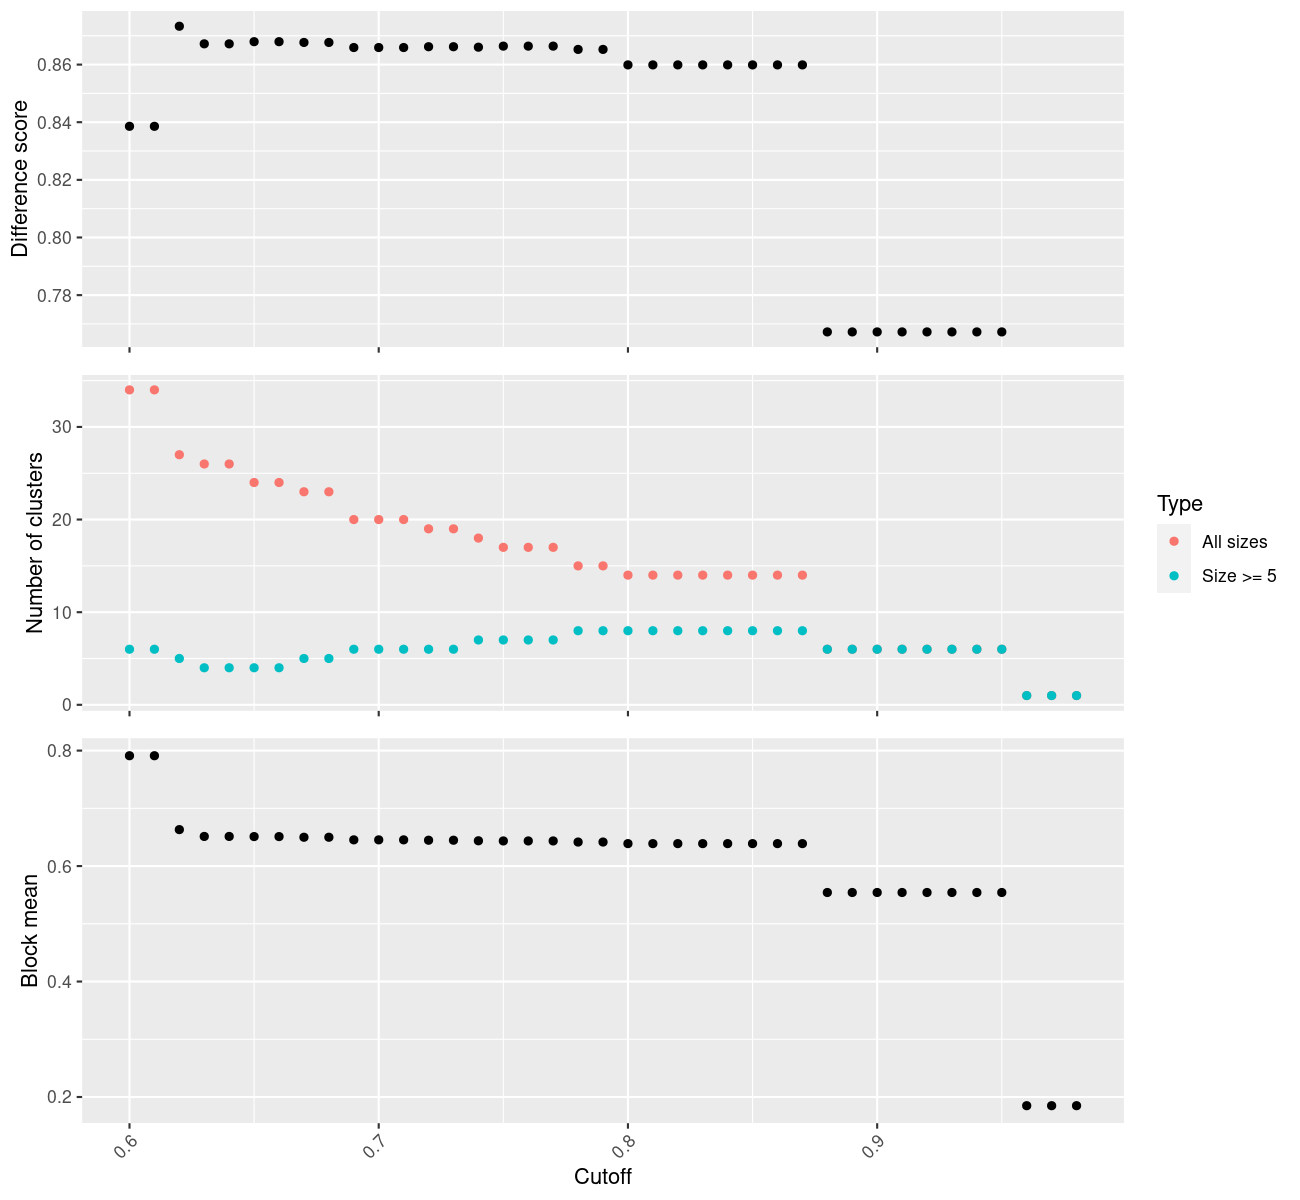 Difference score
0.86
0.84
0.82
0.80
0.78
Number of clusters
30
20
10
0
Type
All sizes
Size >= 5
Block mean
0.8
0.6
0.4
0.2
0.6 0.7 0.8 0.9
Cutoff